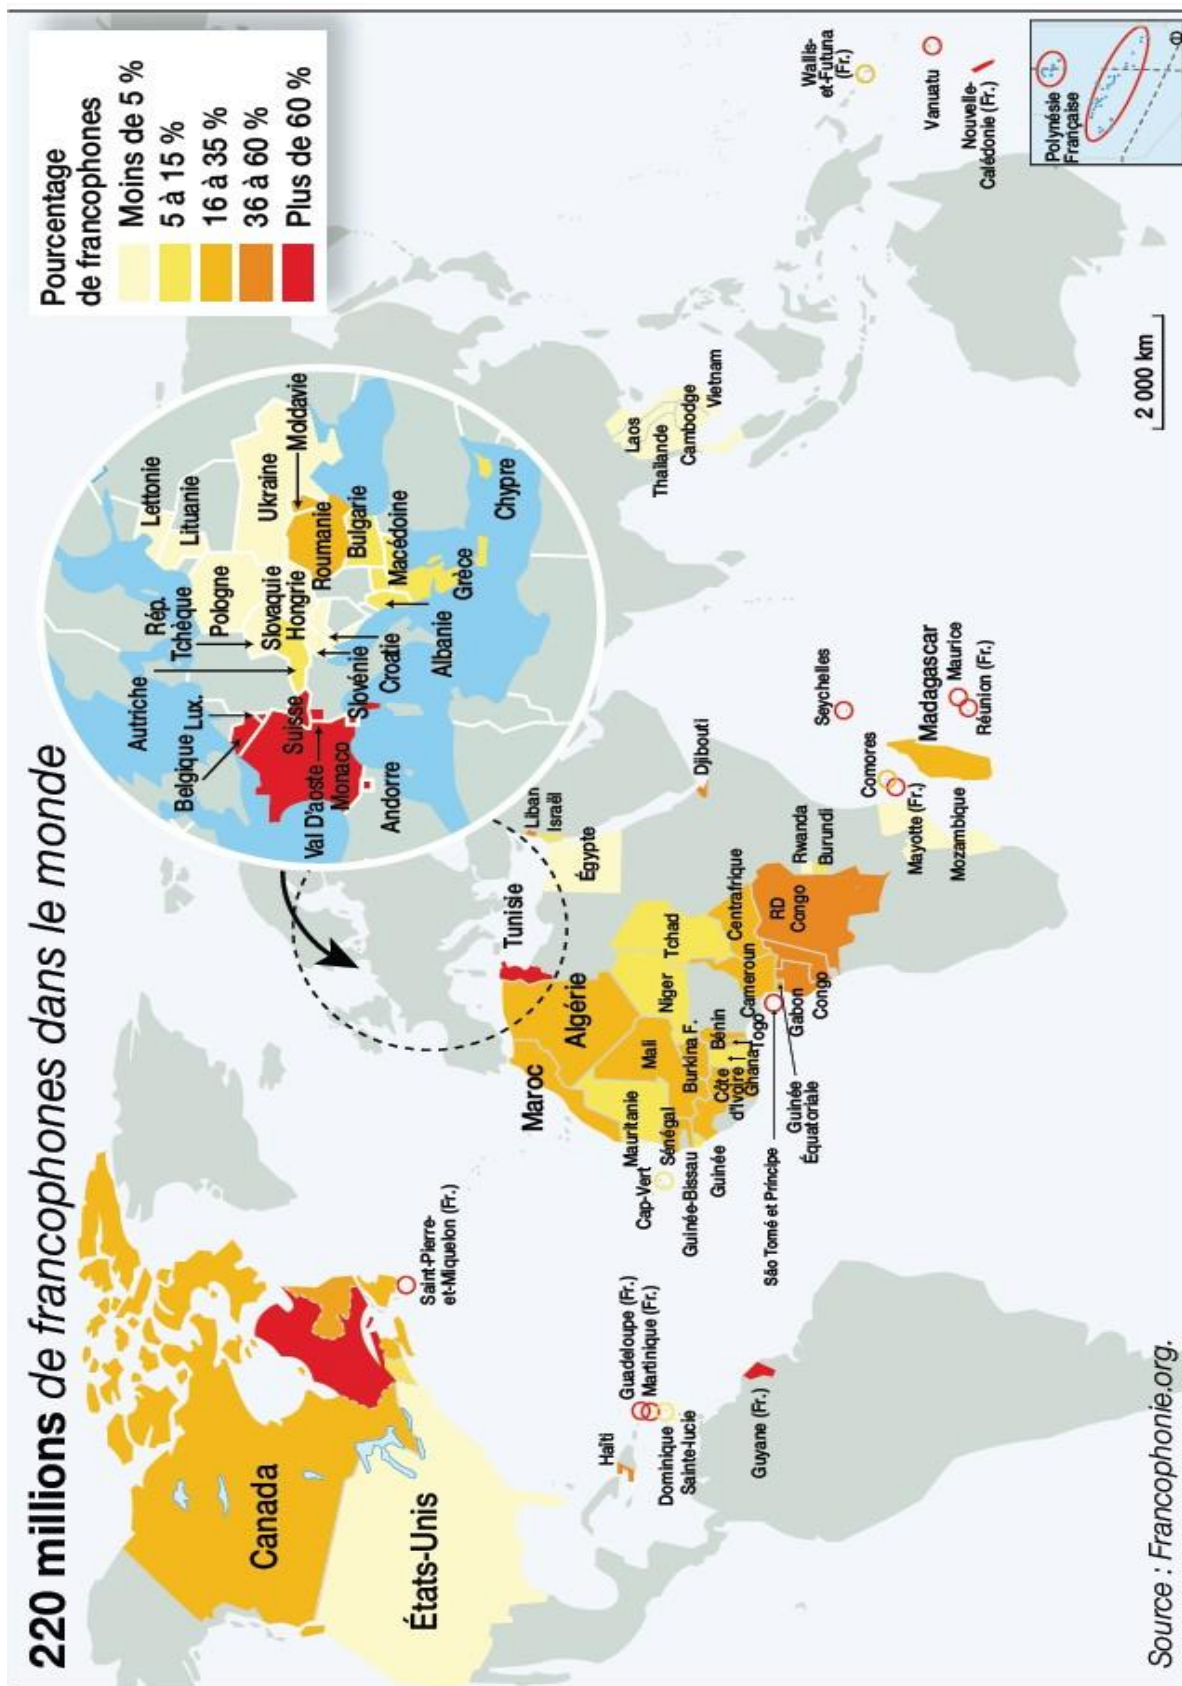 220 millions de francophones dans le monde
Pourcentage
de francophones
Moins de 5 %
5 à 15 %
16 à 35 %
36 à 60 %
Plus de 60 %
Canada
États-Unis
Saint-Pierre-
et-Miquelon (Fr.)
Haïti
Guadeloupe (Fr.)
Martinique (Fr.)
Dominique
Sainte-lucie
Guyane (Fr.)
Autriche
Belgique
Lux.
Rép.
Tchèque
Lettonie
Lituanie
Pologne
Ukraine
Moldavie
Slovaquie
Hongrie
Roumanie
Bulgarie
Macédoine
Grèce
Chypre
Suisse
Val D'aoste
Monaco
Andorre
Slovénie
Croatie
Albanie
Maroc
Algérie
Tunisie
Égypte
Liban
Israël
Djibouti
Mauritanie
Cap-Vert
Sénégal
Guinée-Bissau
Guinée
Mali
Burkina F.
Côte
d'Ivoire
Ghana
Togo
Bénin
Niger
Tchad
Centrafrique
Cameroun
RD
Congo
Gabon
Congo
Guinée
Équatoriale
São Tomé et Principe
Rwanda
Burundi
Comores
Mayotte (Fr.)
Mozambique
Seychelles
Madagascar
Maurice
Réunion (Fr.)
Laos
Thaïlande
Cambodge
Vietnam
Wallis-
et-Futuna
(Fr.)
Vanuatu
Nouvelle-
Calédonie (Fr.)
Polynésie
Française
2 000 km
Source : Francophonie.org.